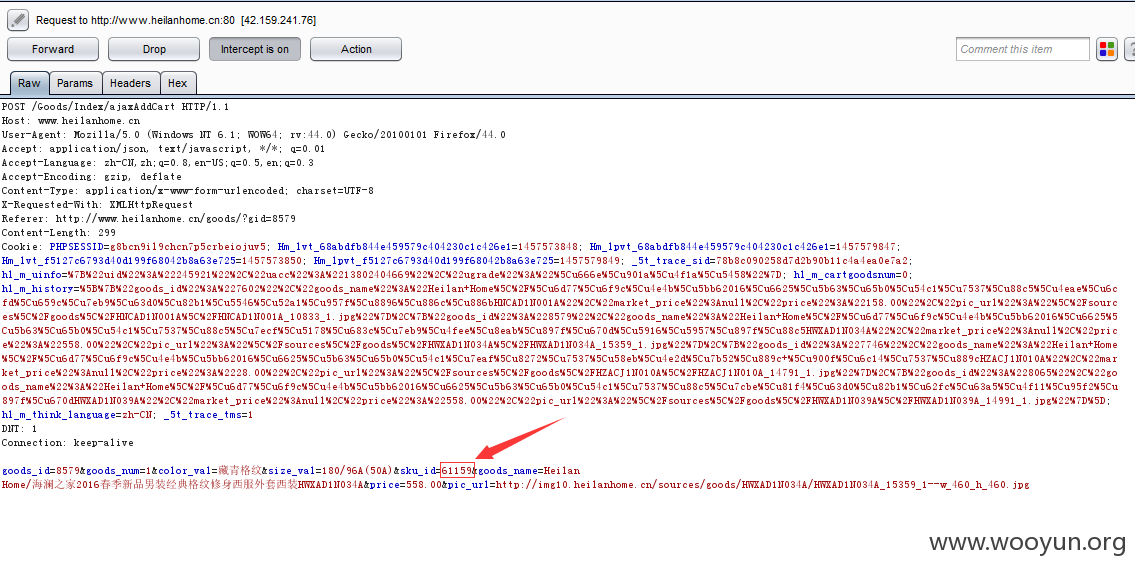 Request to http://www.heilanhome.cn:80 [42.159.241.76]
Forward Drop Intercept is on Action Comment this item ?
Raw Params Headers Hex
POST /Goods/Index/ajaxAddCart HTTP/1.1
Host: www.heilanhome.cn
User-Agent: Mozilla/5.0 (Windows NT 6.1; WOW64; rv:44.0) Gecko/20100101 Firefox/44.0
Accept: application/json, text/javascript, */*; q=0.01
Accept-Language: zh-CN,zh;q=0.8,en-US;q=0.5,en;q=0.3
Accept-Encoding: gzip, deflate
Content-Type: application/x-www-form-urlencoded; charset=UTF-8
X-Requested-With: XMLHttpRequest
Referer: http://www.heilanhome.cn/goods/?gid=8579
Content-Length: 299
Cookie: PHPSESSID=g8bcn9il9chcn7p5crbeiojuv5; Hm_lvt_68abdfb844e459579c404230c1c426e1=1457573848; Hm_lpvt_68abdfb844e459579c404230c1c426e1=1457579847;
Hm_lvt_f5127c6793d40d199f68042b8a63e725=1457573850; Hm_lpvt_f5127c6793d40d199f68042b8a63e725=1457579849; _5t_trace_sid=78b8c090258d7d2b90b11c4a4ea0e7a2;
hl_m_uinfo=%7B%22uid%22%3A%22245921%22%2C%22uacc%22%3A%2213802404669%22%2C%22ugrade%22%3A%22%5Cu666e%5Cu901a%5Cu4f1a%5Cu5458%22%7D; hl_m_cartgoodsnum=0;
hl_m_history=%5B%7B%22goods_id%22%3A%227602%22%2C%22goods_name%22%3A%22Heilan+Home%5C%2F%5Cu6d77%5Cu6f9c%5Cu4e4b%5Cu5bb62016%5Cu6625%5Cu5b63%5Cu65b0%5Cu54c1%5Cu7537%5Cu88c5%5Cu4eae%5Cu6c
fd%5Cu659c%5Cu7eb9%5Cu63d0%5Cu82b1%5Cu5546%5Cu52a1%5Cu957f%5Cu8896%5Cu886c%5Cu886bHNCAD1N001A%22%2C%22market_price%22%3Anull%2C%22price%22%3A%22158.00%22%2C%22pic_url%22%3A%22%5C%2Fsour
ces%5C%2Fgoods%5C%2FHNCAD1N001A%5C%2FHNCAD1N001A_10833_1.jpg%22%7D%2C%7B%22goods_id%22%3A%228579%22%2C%22goods_name%22%3A%22Heilan+Home%5C%2F%5Cu6d77%5Cu6f9c%5Cu4e4b%5Cu5bb62016%5Cu6625%5
Cu5b63%5Cu65b0%5Cu54c1%5Cu7537%5Cu88c5%5Cu7ecf%5Cu5178%5Cu683c%5Cu7eb9%5Cu4fee%5Cu8eab%5Cu897f%5Cu670d%5Cu5916%5Cu5957%5Cu897f%5Cu88c5HWXAD1N034A%22%2C%22market_price%22%3Anull%2C%22pric
e%22%3A%22558.00%22%2C%22pic_url%22%3A%22%5C%2Fsources%5C%2Fgoods%5C%2FHWXAD1N034A%5C%2FHWXAD1N034A_15359_1.jpg%22%7D%2C%7B%22goods_id%22%3A%227746%22%2C%22goods_name%22%3A%22Heilan+Home
%5C%2F%5Cu6d77%5Cu6f9c%5Cu4e4b%5Cu5bb62016%5Cu6625%5Cu5b63%5Cu65b0%5Cu54c1%5Cu7eaf%5Cu8272%5Cu7537%5Cu58eb%5Cu4e2d%5Cu7b52%5Cu889c+%5Cu900f%5Cu6c14%5Cu7537%5Cu889cHZACJ1N010A%22%2C%22mar
ket_price%22%3Anull%2C%22price%22%3A%2228.00%22%2C%22pic_url%22%3A%22%5C%2Fsources%5C%2Fgoods%5C%2FHZACJ1N010A%5C%2FHZACJ1N010A_14791_1.jpg%22%7D%2C%7B%22goods_id%22%3A%228065%22%2C%22go
ods_name%22%3A%22Heilan+Home%5C%2F%5Cu6d77%5Cu6f9c%5Cu4e4b%5Cu5bb62016%5Cu6625%5Cu5b63%5Cu65b0%5Cu54c1%5Cu7537%5Cu88c5%5Cu7cbe%5Cu81f4%5Cu63d0%5Cu82b1%5Cu62fc%5Cu63a5%5Cu4f11%5Cu95f2%5Cu
897f%5Cu670dHWXAD1N039A%22%2C%22market_price%22%3Anull%2C%22price%22%3A%22558.00%22%2C%22pic_url%22%3A%22%5C%2Fsources%5C%2Fgoods%5C%2FHWXAD1N039A%5C%2FHWXAD1N039A_14991_1.jpg%22%7D%5D;
hl_m_think_language=zh-CN; _5t_trace_tms=1
DNT: 1
Connection: keep-alive
goods_id=8579&goods_num=1&color_val=藏青格纹&size_val=180/96A(50A)&sku_id=61159&goods_name=Heilan
Home/海澜之家2016春季新品男装经典格纹修身西服外套西装HWXAD1N034A&price=558.00&pic_url=http://img10.heilanhome.cn/sources/goods/HWXAD1N034A/HWXAD1N034A_15359_1--w_460_h_460.jpg
www.wooyun.org